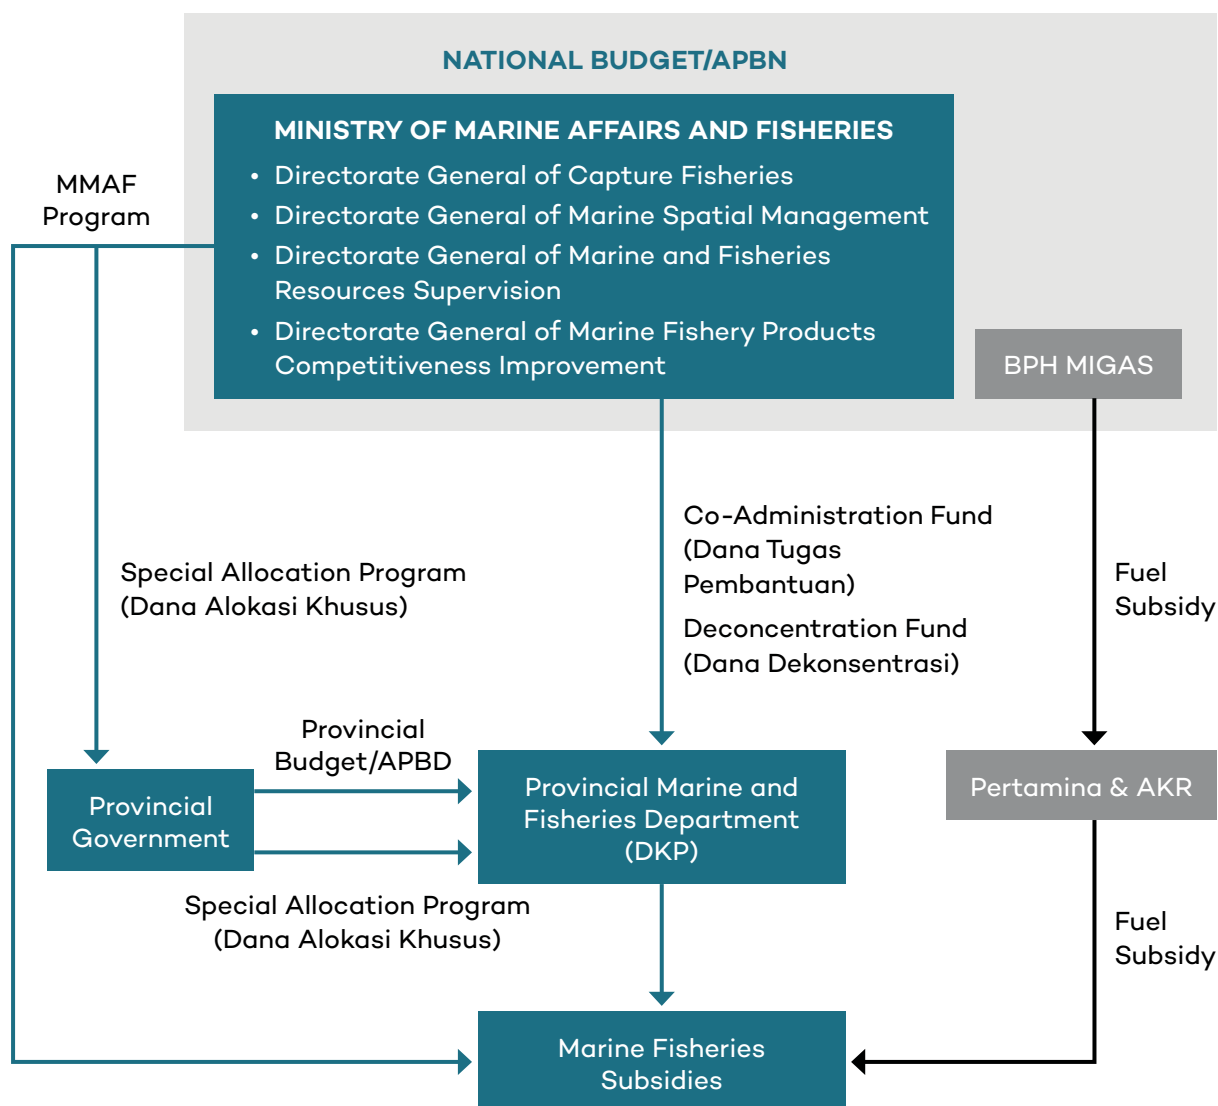 NATIONAL BUDGET/APBN
MINISTRY OF MARINE AFFAIRS AND FISHERIES
• Directorate General of Capture Fisheries
• Directorate General of Marine Spatial Management
• Directorate General of Marine and Fisheries
Resources Supervision
• Directorate General of Marine Fishery Products
Competitiveness Improvement
MMAF
Program
BPH MIGAS
Co-Administration Fund
(Dana Tugas
Pembantuan)
Deconcentration Fund
(Dana Dekonsentrasi)
Special Allocation Program
(Dana Alokasi Khusus)
Fuel
Subsidy
Provincial
Budget/APBD
Provincial
Government
Provincial Marine and
Fisheries Department
(DKP)
Pertamina & AKR
Special Allocation Program
(Dana Alokasi Khusus)
Fuel
Subsidy
Marine Fisheries
Subsidies